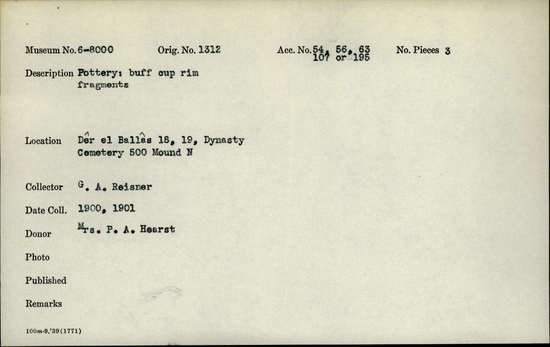 Museum No. 6-8000 Orig. No. 1312 Acc. No. 54, 56, 63 No. Pieces 3
107 or 195
Description Pottery: buff cup rim
fragments
Location Dêr el Ballâs 18, 19, Dynasty
Cemetery 500 Mound N
Collector G. A. Reisner
Date Coll. 1900, 1901
Donor Mrs. P. A. Hearst
Photo
Published
Remarks
100m-9,'39(1771)